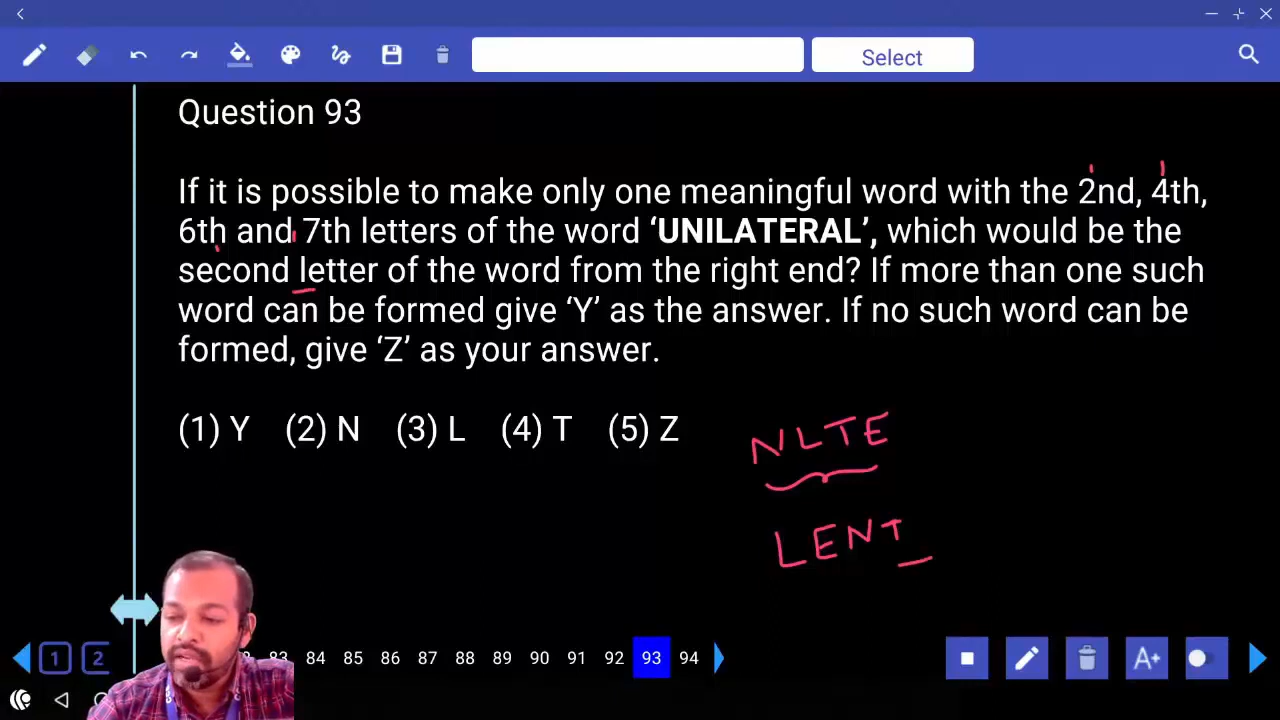 Select
Question 93
If it is possible to make only one meaningful word with the 2nd, 4th,
6th and 7th letters of the word ‘UNILATERAL’, which would be the
second letter of the word from the right end? If more than one such
word can be formed give ‘Y’ as the answer. If no such word can be
formed, give ‘Z’ as your answer.
(1) Y (2) N (3) L (4) T (5) Z
NLTE
LENT
1 2 83 84 85 86 87 88 89 90 91 92 93 94 A+